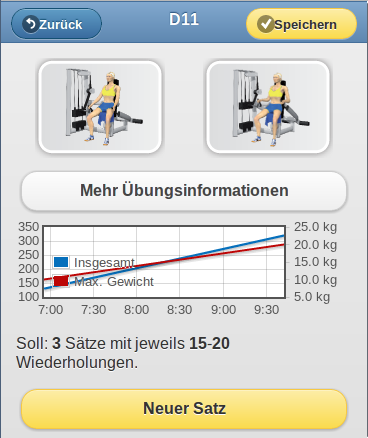 Zurück D11 Speichern
Mehr Übungsinformationen
350 25.0 kg
300 20.0 kg
250
Insgesamt
200 15.0 kg
150 Max. Gewicht 10.0 kg
100 5.0 kg
7:00 7:30 8:00 8:30 9:00 9:30
Soll: 3 Sätze mit jeweils 15-20
Wiederholungen.
Neuer Satz